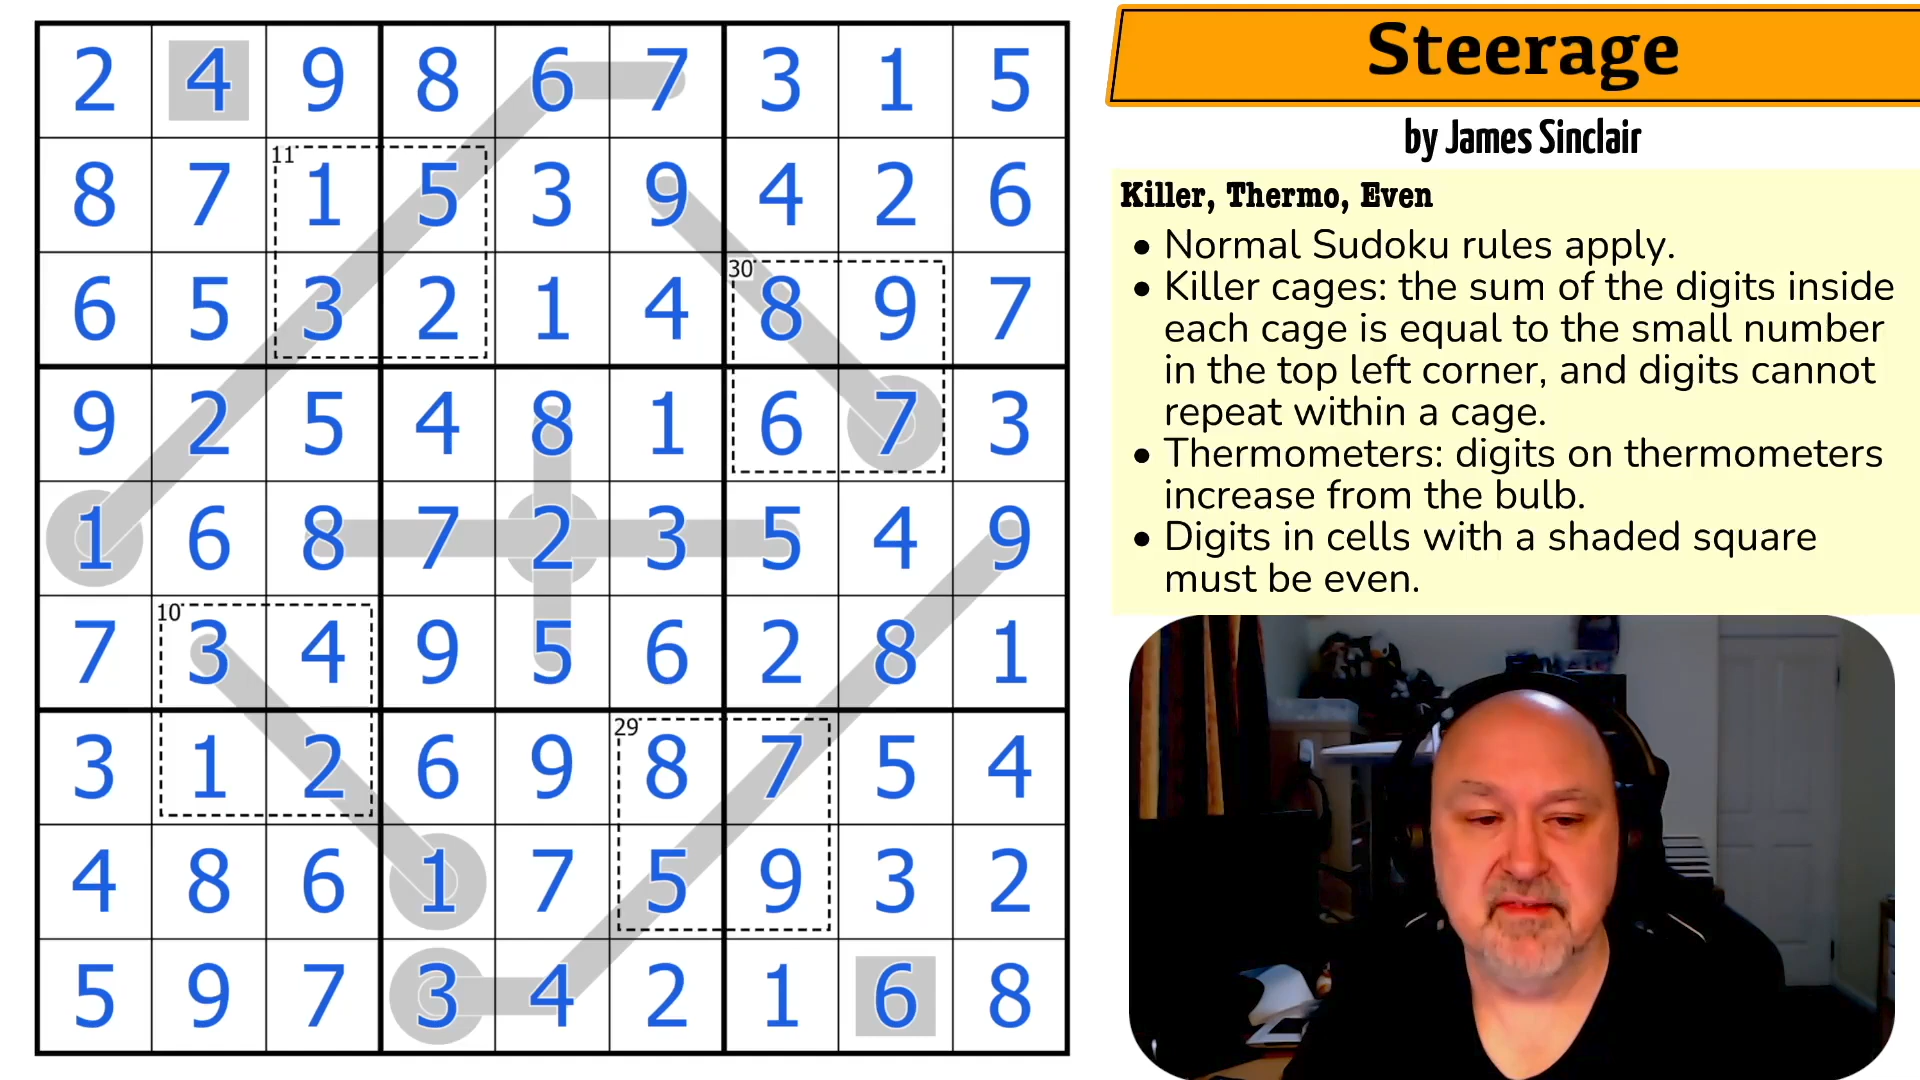 Steerage
by James Sinclair
Killer, Thermo, Even
• Normal Sudoku rules apply.
• Killer cages: the sum of the digits inside
each cage is equal to the small number
in the top left corner, and digits cannot
repeat within a cage.
• Thermometers: digits on thermometers
increase from the bulb.
• Digits in cells with a shaded square
must be even.
2 4 9 8 6 7 3 1 5
11
8 7 1 5 3 9 4 2 6
30
6 5 3 2 1 4 8 9 7
9 2 5 4 8 1 6 7 3
1 6 8 7 2 3 5 4 9
10
7 3 4 9 5 6 2 8 1
29
3 1 2 6 9 8 7 5 4
4 8 6 1 7 5 9 3 2
5 9 7 3 4 2 1 6 8